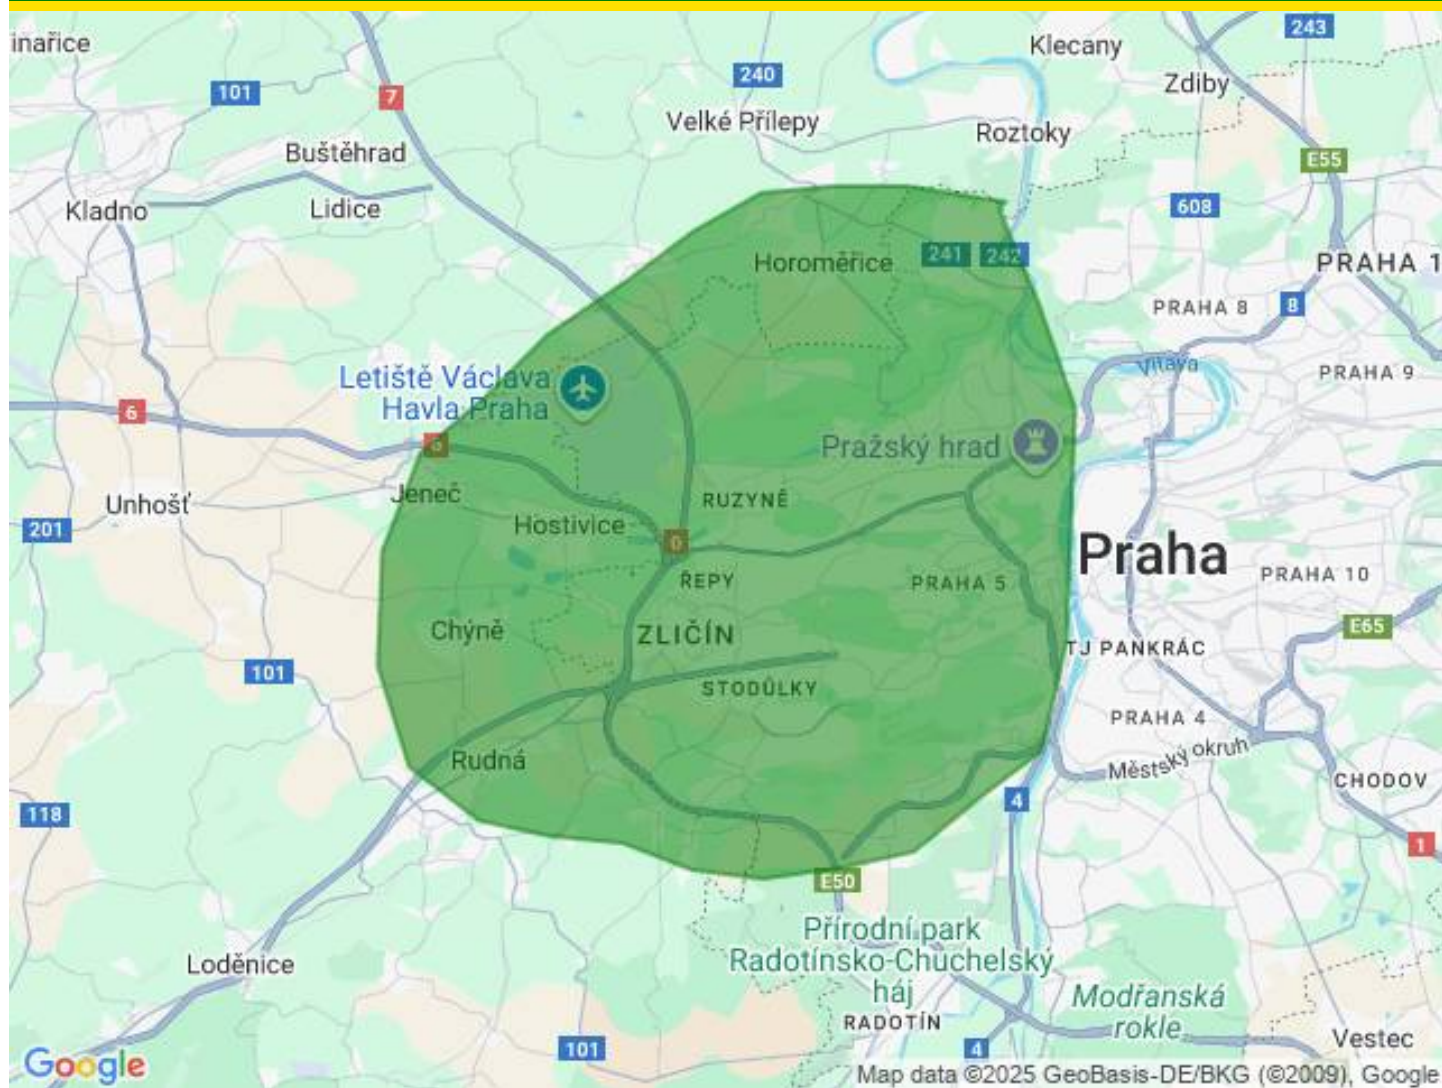 inařice
Klecany
243
101
7
240
Zdiby
Velké Přílepy
Roztoky
Buštěhrad
E55
Kladno
Lidice
608
241
242
Horoměřice
PRAHA 1
PRAHA 8
8
Letiště Václava
Havla Praha
Vltava
PRAHA 9
6
6
Pražský hrad
Jeneč
Unhošť
RUZYNĚ
Hostivice
201
0
Praha
ŘEPY
PRAHA 5
PRAHA 10
Chýně
ZLIČÍN
E65
TJ PANKRÁC
101
STODŮLKY
PRAHA 4
Městský okruh
Rudná
CHODOV
118
4
1
E50
Přírodní park
Radotínsko-Chuchelský
háj
Loděnice
Modřanská
rokle
RADOTÍN
Vestec
101
4
Google
Map data ©2025 GeoBasis-DE/BKG (©2009), Google